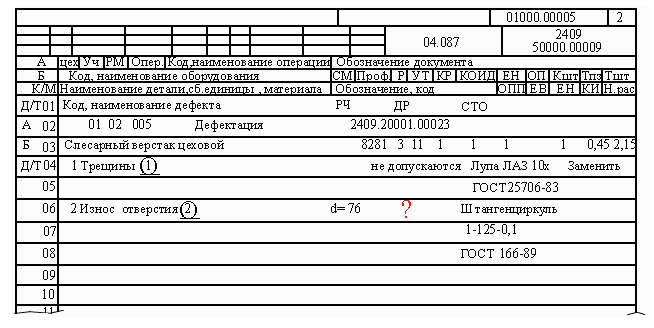 01000.00005 2
04.087 2409
50000.00009
А цех Уч РМ Опер. Код,наименование операции Обозначение документа
Б Код, наименование оборудования СМ Проф. Р УТ КР КОИД ЕН ОП Кшт Тпз Тшт
К/М Наименование детали,сб.единицы , материала Обозначение, код ОПП ЕВ ЕН КИ Н.рас
Д/Т01 Код, наименование дефекта РЧ ДР СТО
А 02 01 02 005 Дефектация 2409.20001.00023
Б 03 Слесарный верстак цеховой 8281 3 11 1 1 1 1 0,45 2,15
Д/Т04 1 Трещины (1) не допускаются Лупа ЛАЗ 10х Заменить
05 ГОСТ25706-83
06 2 Износ отверстия (2) d= 76 ? Штангенциркуль
07 1-125-0,1
08 ГОСТ 166-89
09
10